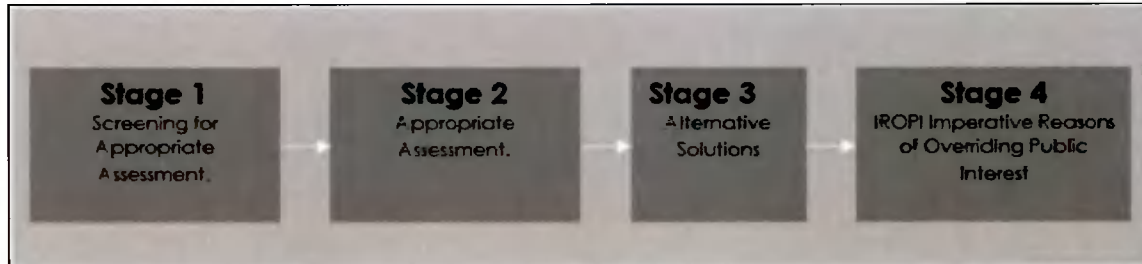 Stage 1
Screening for
Appropriate
Assessment.
Stage 2
Appropriate
Assessment.
Stage 3
Alternative
Solutions
Stage 4
IROPI Imperative Reasons
of Overriding Public
Interest